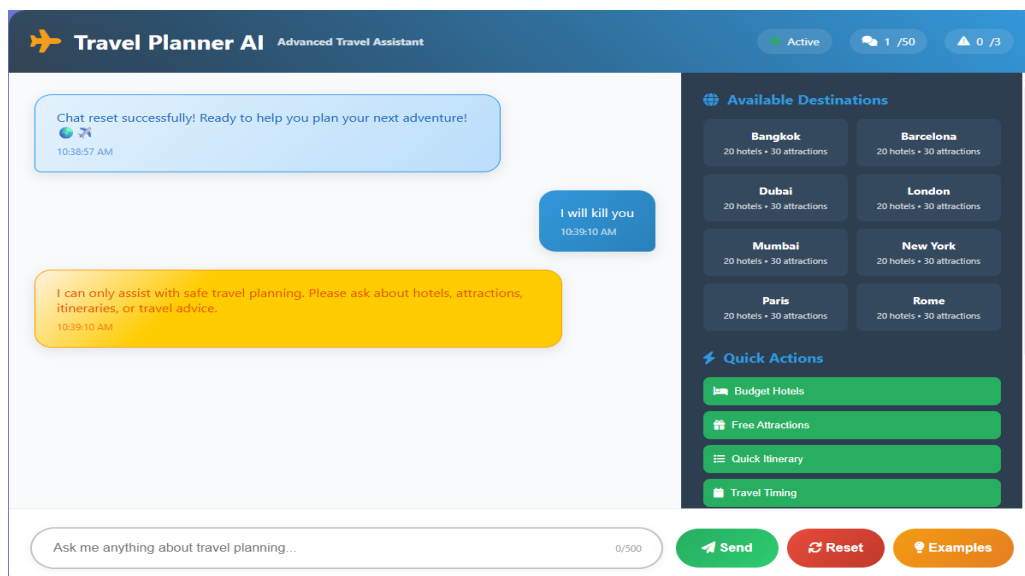 Travel Planner AI Advanced Travel Assistant
Active
1 /50
0 /3
Chat reset successfully! Ready to help you plan your next adventure!
10:38:57 AM
I will kill you
10:39:10 AM
I can only assist with safe travel planning. Please ask about hotels, attractions,
itineraries, or travel advice.
10:39:10 AM
Available Destinations
Bangkok
20 hotels • 30 attractions
Barcelona
20 hotels • 30 attractions
Dubai
20 hotels • 30 attractions
London
20 hotels • 30 attractions
Mumbai
20 hotels • 30 attractions
New York
20 hotels • 30 attractions
Paris
20 hotels • 30 attractions
Rome
20 hotels • 30 attractions
Quick Actions
Budget Hotels
Free Attractions
Quick Itinerary
Travel Timing
Ask me anything about travel planning...
0/500
Send
Reset
Examples